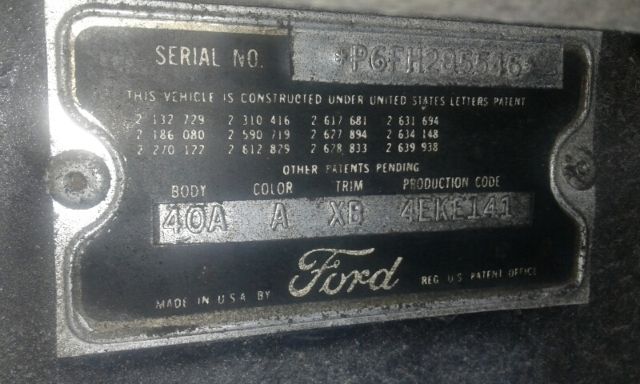 SERIAL NO. *P6FH205546*
THIS VEHICLE IS CONSTRUCTED UNDER UNITED STATES LETTERS PATENT
2 132 729 2 310 416 2 617 681 2 631 694
2 186 080 2 590 719 2 627 894 2 634 148
2 270 122 2 612 829 2 628 833 2 639 938
OTHER PATENTS PENDING
BODY COLOR TRIM PRODUCTION CODE
40A A XB 4EKE141
MADE IN U.S.A. BY Ford REG. U.S. PATENT OFFICE